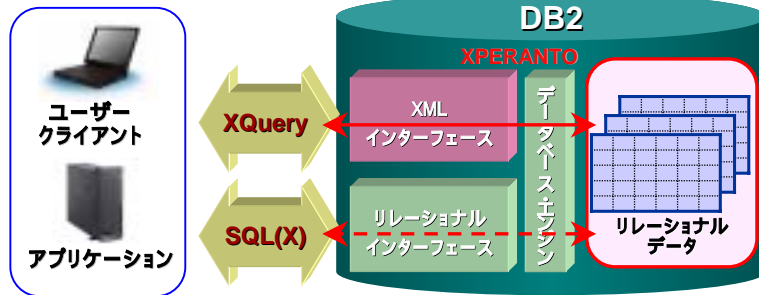 DB2
XPERANTO
ユーザー
クライアント
アプリケーション
XQuery
SQL(X)
XML
インターフェース
リレーショナル
インターフェース
データベース・エンジン
リレーショナル
データ